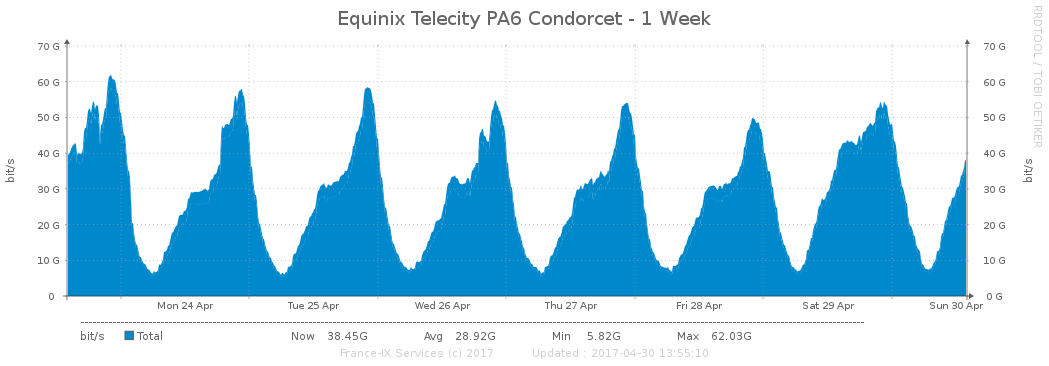 Equinix Telecity PA6 Condorcet - 1 Week
RRDTOOL / TOBI OETIKER
bit/s
70 G
60 G
50 G
40 G
30 G
20 G
10 G
0
70 G
60 G
50 G
40 G
30 G
20 G
10 G
0 G
bit/s
Mon 24 Apr Tue 25 Apr Wed 26 Apr Thu 27 Apr Fri 28 Apr Sat 29 Apr Sun 30 Apr
bit/s Total Now 38.45G Avg 28.92G Min 5.82G Max 62.03G
France-IX Services (c) 2017 Updated : 2017-04-30 13:55:10